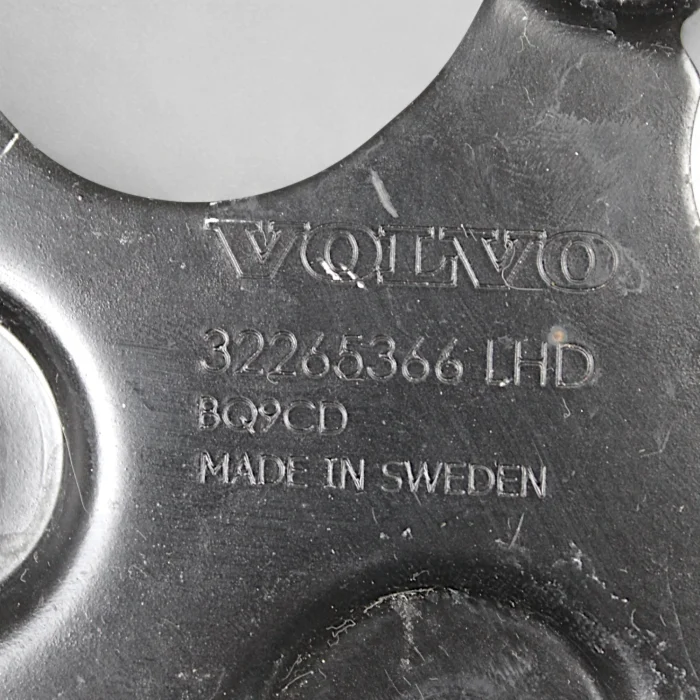 VOLVO
32265366 LHD
BQ9CD
MADE IN SWEDEN